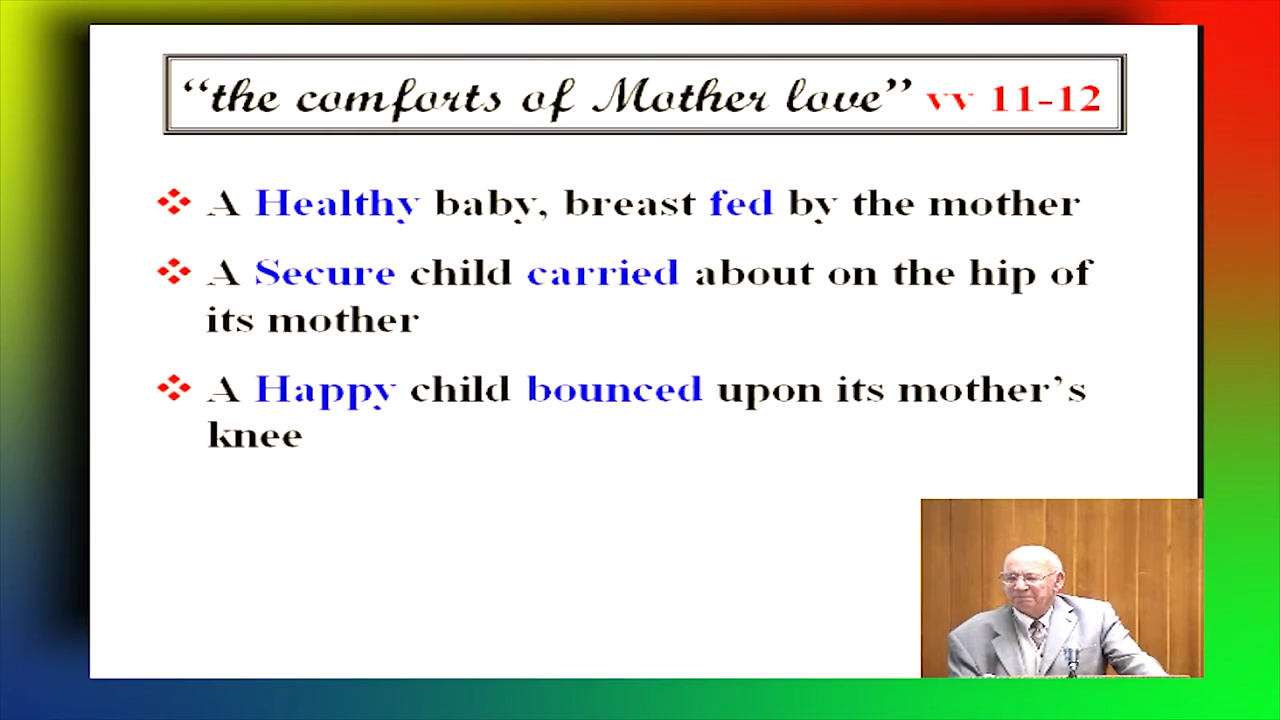 “the comforts of Mother love” vv 11-12
A Healthy baby, breast fed by the mother
A Secure child carried about on the hip of
its mother
A Happy child bounced upon its mother’s
knee